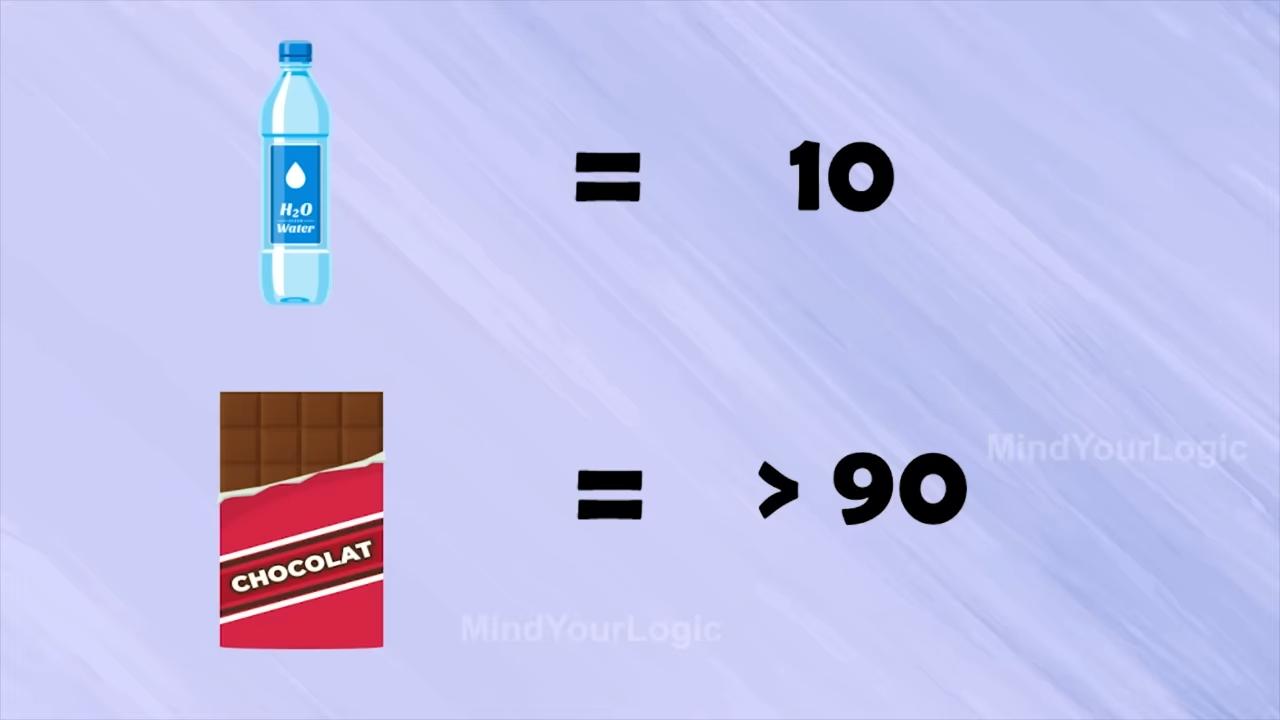 H₂O
Water
= 10
CHOCOLAT
= > 90
MindYourLogic
MindYourLogic